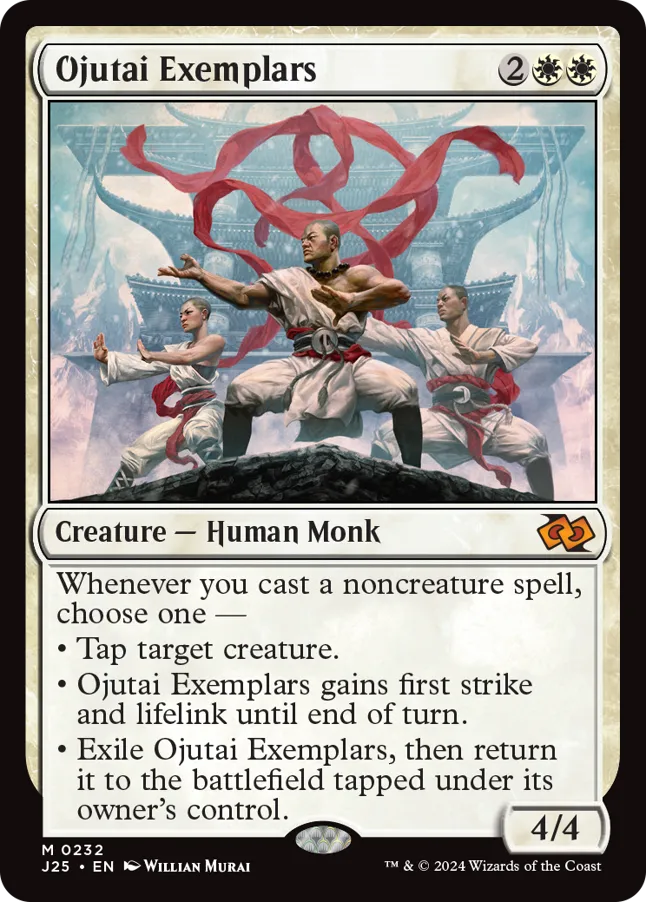 Ojutai Exemplars 2
Creature — Human Monk
Whenever you cast a noncreature spell,
choose one —
• Tap target creature.
• Ojutai Exemplars gains first strike
and lifelink until end of turn.
• Exile Ojutai Exemplars, then return
it to the battlefield tapped under its
owner's control.
4/4
M 0232
J25 • EN Willian Murai
™ & © 2024 Wizards of the Coast